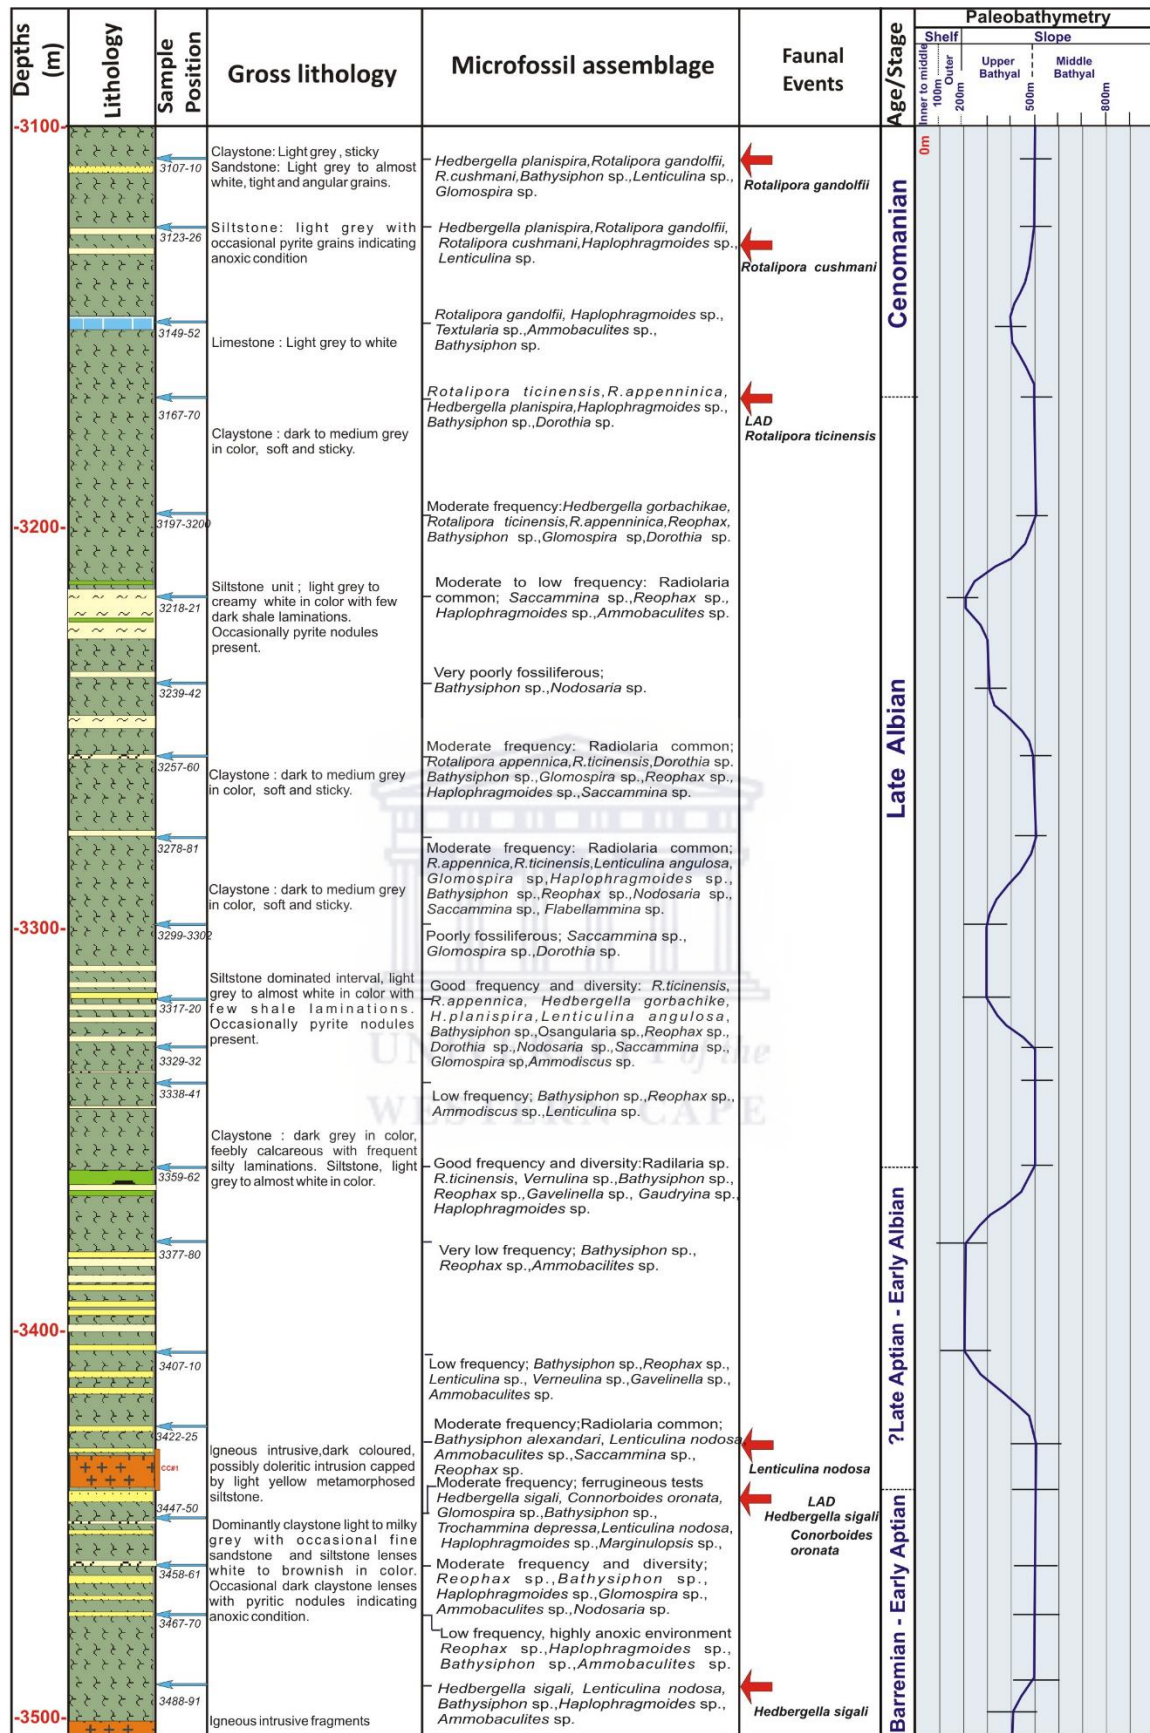 Depths
(m)
Lithology
Sample
Position
Gross lithology
Microfossil assemblage
Faunal
Events
Age/Stage
Paleobathymetry
Shelf
Slope
Inner to middle
100m
Outer
200m
Upper
Bathyal
500m
Middle
Bathyal
800m
0m
-3100-
3107-10
Claystone: Light grey , sticky
Sandstone: Light grey to almost
white, tight and angular grains.
Hedbergella planispira,Rotalipora gandolfii,
R.cushmani,Bathysiphon sp.,Lenticulina sp.,
Glomospira sp.
Rotalipora gandolfii
3123-26
Siltstone: light grey with
occasional pyrite grains indicating
anoxic condition
Hedbergella planispira,Rotalipora gandolfii,
Rotalipora cushmani,Haplophragmoides sp.,
Lenticulina sp.
Rotalipora cushmani
Cenomanian
3149-52
Limestone : Light grey to white
Rotalipora gandolfii, Haplophragmoides sp.,
Textularia sp.,Ammobaculites sp.,
Bathysiphon sp.
3167-70
Claystone : dark to medium grey
in color, soft and sticky.
Rotalipora ticinensis,R.appenninica,
Hedbergella planispira,Haplophragmoides sp.,
Bathysiphon sp.,Dorothia sp.
LAD
Rotalipora ticinensis
3197-3200
-3200-
Moderate frequency:Hedbergella gorbachikae,
Rotalipora ticinensis,R.appenninica,Reophax,
Bathysiphon sp.,Glomospira sp,Dorothia sp.
3218-21
Siltstone unit ; light grey to
creamy white in color with few
dark shale laminations.
Occasionally pyrite nodules
present.
Moderate to low frequency: Radiolaria
common; Saccammina sp.,Reophax sp.,
Haplophragmoides sp.,Ammobaculites sp.
3239-42
Very poorly fossiliferous;
Bathysiphon sp.,Nodosaria sp.
Late Albian
3257-60
Claystone : dark to medium grey
in color, soft and sticky.
Moderate frequency: Radiolaria common;
Rotalipora appennica,R.ticinensis,Dorothia sp.
Bathysiphon sp.,Glomospira sp.,Reophax sp.,
Haplophragmoides sp.,Saccammina sp.
3278-81
Claystone : dark to medium grey
in color, soft and sticky.
Moderate frequency: Radiolaria common;
R.appennica,R.ticinensis,Lenticulina angulosa,
Glomospira sp,Haplophragmoides sp.,
Bathysiphon sp.,Reophax sp.,Nodosaria sp.,
Saccammina sp., Flabellammina sp.
3299-3302
-3300-
Poorly fossiliferous; Saccammina sp.,
Glomospira sp.,Dorothia sp.
3317-20
Siltstone dominated interval, light
grey to almost white in color with
few shale laminations.
Occasionally pyrite nodules
present.
Good frequency and diversity: R.ticinensis,
R.appennica, Hedbergella gorbachike,
H.planispira,Lenticulina angulosa,
Bathysiphon sp.,Osangularia sp.,Reophax sp.,
Dorothia sp.,Nodosaria sp.,Saccammina sp.,
Glomospira sp,Ammodiscus sp.
3329-32
UNIVERSITY of the
WESTERN CAPE
3338-41
Low frequency; Bathysiphon sp.,Reophax sp.,
Ammodiscus sp.,Lenticulina sp.
3359-62
Claystone : dark grey in color,
feebly calcareous with frequent
silty laminations. Siltstone, light
grey to almost white in color.
Good frequency and diversity:Radilaria sp.
R.ticinensis, Vernulina sp.,Bathysiphon sp.,
Reophax sp.,Gavelinella sp., Gaudryina sp.,
Haplophragmoides sp.
3377-80
Very low frequency; Bathysiphon sp.,
Reophax sp.,Ammobacilites sp.
?Late Aptian - Early Albian
-3400-
3407-10
Low frequency; Bathysiphon sp.,Reophax sp.,
Lenticulina sp., Verneulina sp.,Gavelinella sp.,
Ammobaculites sp.
3422-25
CC#1
Igneous intrusive,dark coloured,
possibly doleritic intrusion capped
by light yellow metamorphosed
siltstone.
Moderate frequency;Radiolaria common;
Bathysiphon alexandari, Lenticulina nodosa,
Ammobaculites sp.,Saccammina sp.,
Reophax sp.
Lenticulina nodosa
3447-50
Moderate frequency; ferrugineous tests
Hedbergella sigali, Connorboides oronata,
Glomospira sp.,Bathysiphon sp.,
Trochammina depressa,Lenticulina nodosa,
Haplophragmoides sp.,Marginulopsis sp.,
LAD
Hedbergella sigali
Conorboides
oronata
3458-61
Dominantly claystone light to milky
grey with occasional fine
sandstone and siltstone lenses
white to brownish in color.
Occasional dark claystone lenses
with pyritic nodules indicating
anoxic condition.
Moderate frequency and diversity;
Reophax sp.,Bathysiphon sp.,
Haplophragmoides sp.,Glomospira sp.,
Ammobaculites sp.,Nodosaria sp.
3467-70
Low frequency, highly anoxic environment
Reophax sp.,Haplophragmoides sp.,
Bathysiphon sp.,Ammobaculites sp.
Barremian - Early Aptian
3488-91
Hedbergella sigali, Lenticulina nodosa,
Bathysiphon sp.,Haplophragmoides sp.,
Ammobaculites sp.
Hedbergella sigali
-3500-
Igneous intrusive fragments